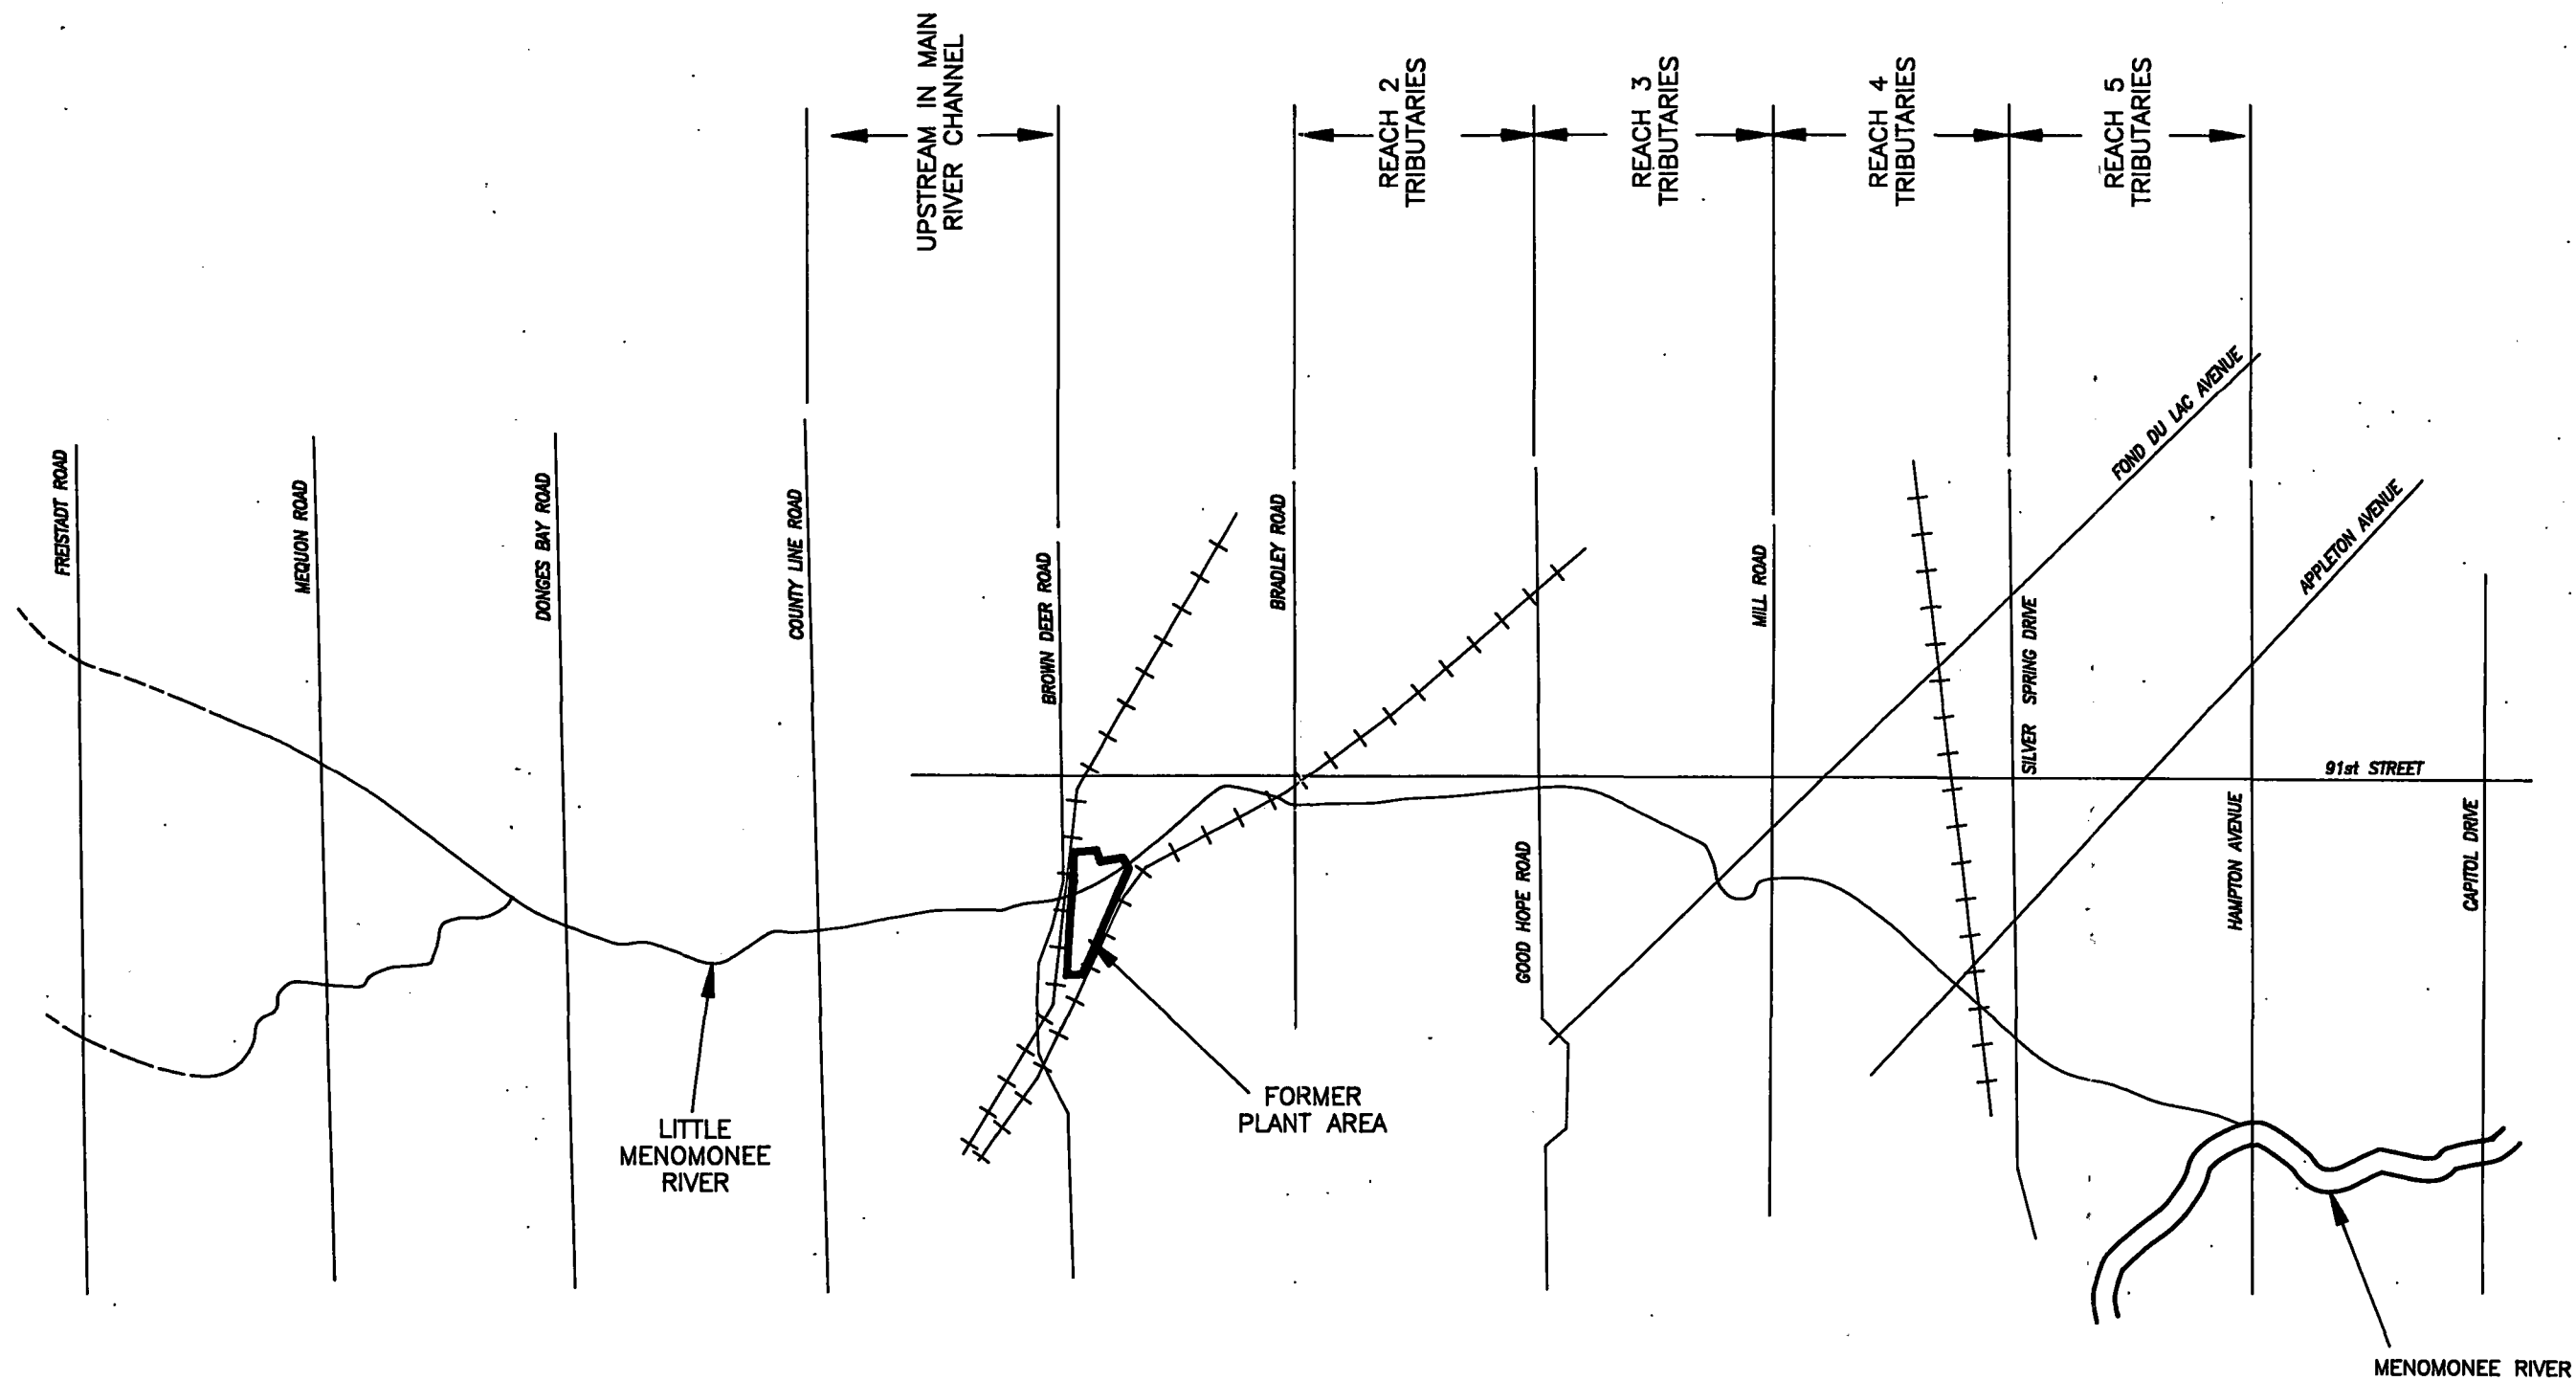 UPSTREAM IN MAIN
RIVER CHANNEL
REACH 2
TRIBUTARIES
REACH 3
TRIBUTARIES
REACH 4
TRIBUTARIES
REACH 5
TRIBUTARIES
FREISTADT ROAD
MEQUON ROAD
DONGES BAY ROAD
COUNTY LINE ROAD
BROWN DEER ROAD
BRADLEY ROAD
GOOD HOPE ROAD
MILL ROAD
SILVER SPRING DRIVE
FOND DU LAC AVENUE
APPLETON AVENUE
91st STREET
HAMPTON AVENUE
CAPITOL DRIVE
LITTLE
MENOMONEE
RIVER
FORMER
PLANT AREA
MENOMONEE RIVER